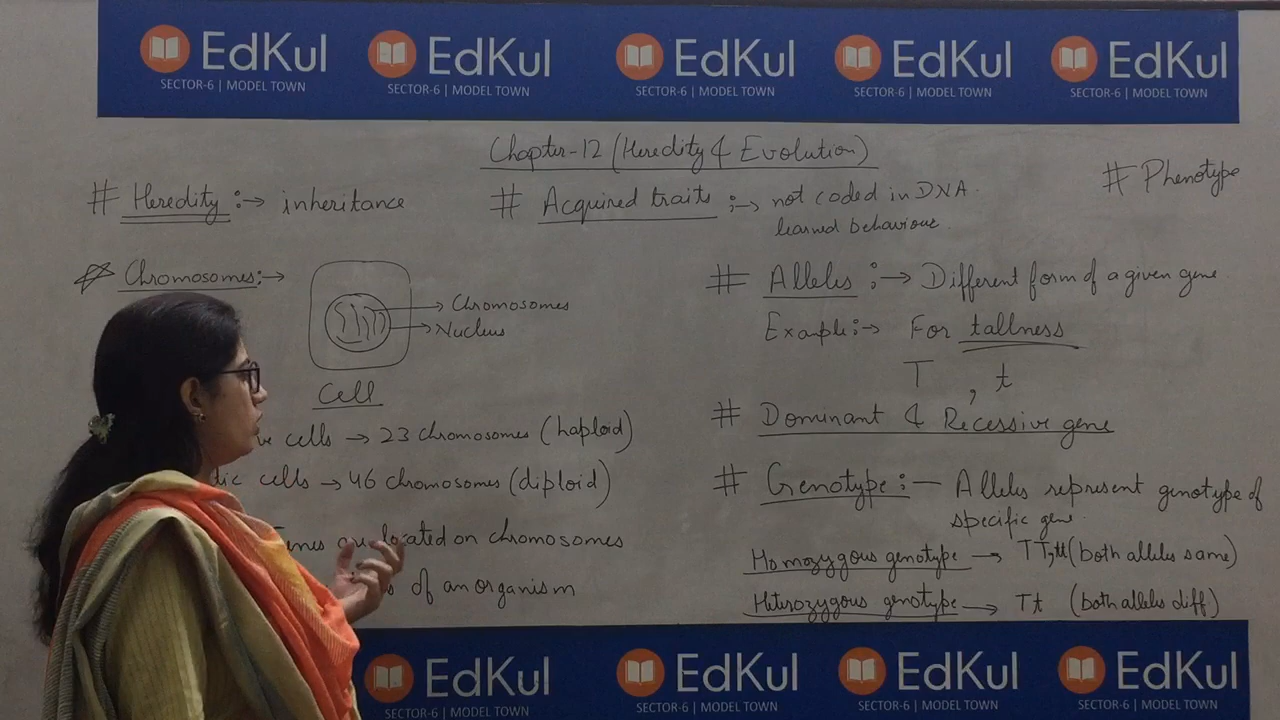 EdKul EdKul EdKul EdKul EdKul
SECTOR-6 | MODEL TOWN SECTOR-6 | MODEL TOWN SECTOR-6 | MODEL TOWN SECTOR-6 | MODEL TOWN SECTOR-6 | MODEL TOWN
Chapter-12 (Heredity & Evolution)
# Heredity :→ inheritance
Chromosomes :→
→ Chromosomes
→ Nucleus
Cell
cells → 23 chromosomes (haploid)
tic cells → 46 chromosomes (diploid)
located on chromosomes
of an organism
# Acquired traits :→ not coded in DNA.
learned behaviour.
# Phenotype
# Alleles :→ Different form of a given gene
Example :→ For tallness
T , t
# Dominant & Recessive gene
# Genotype :— Alleles represent genotype of
specific gene.
Homozygous genotype → TT, tt (both alleles same)
Heterozygous genotype → Tt (both alleles diff)
EdKul EdKul EdKul EdKul
SECTOR-6 | MODEL TOWN SECTOR-6 | MODEL TOWN SECTOR-6 | MODEL TOWN SECTOR-6 | MODEL TOWN